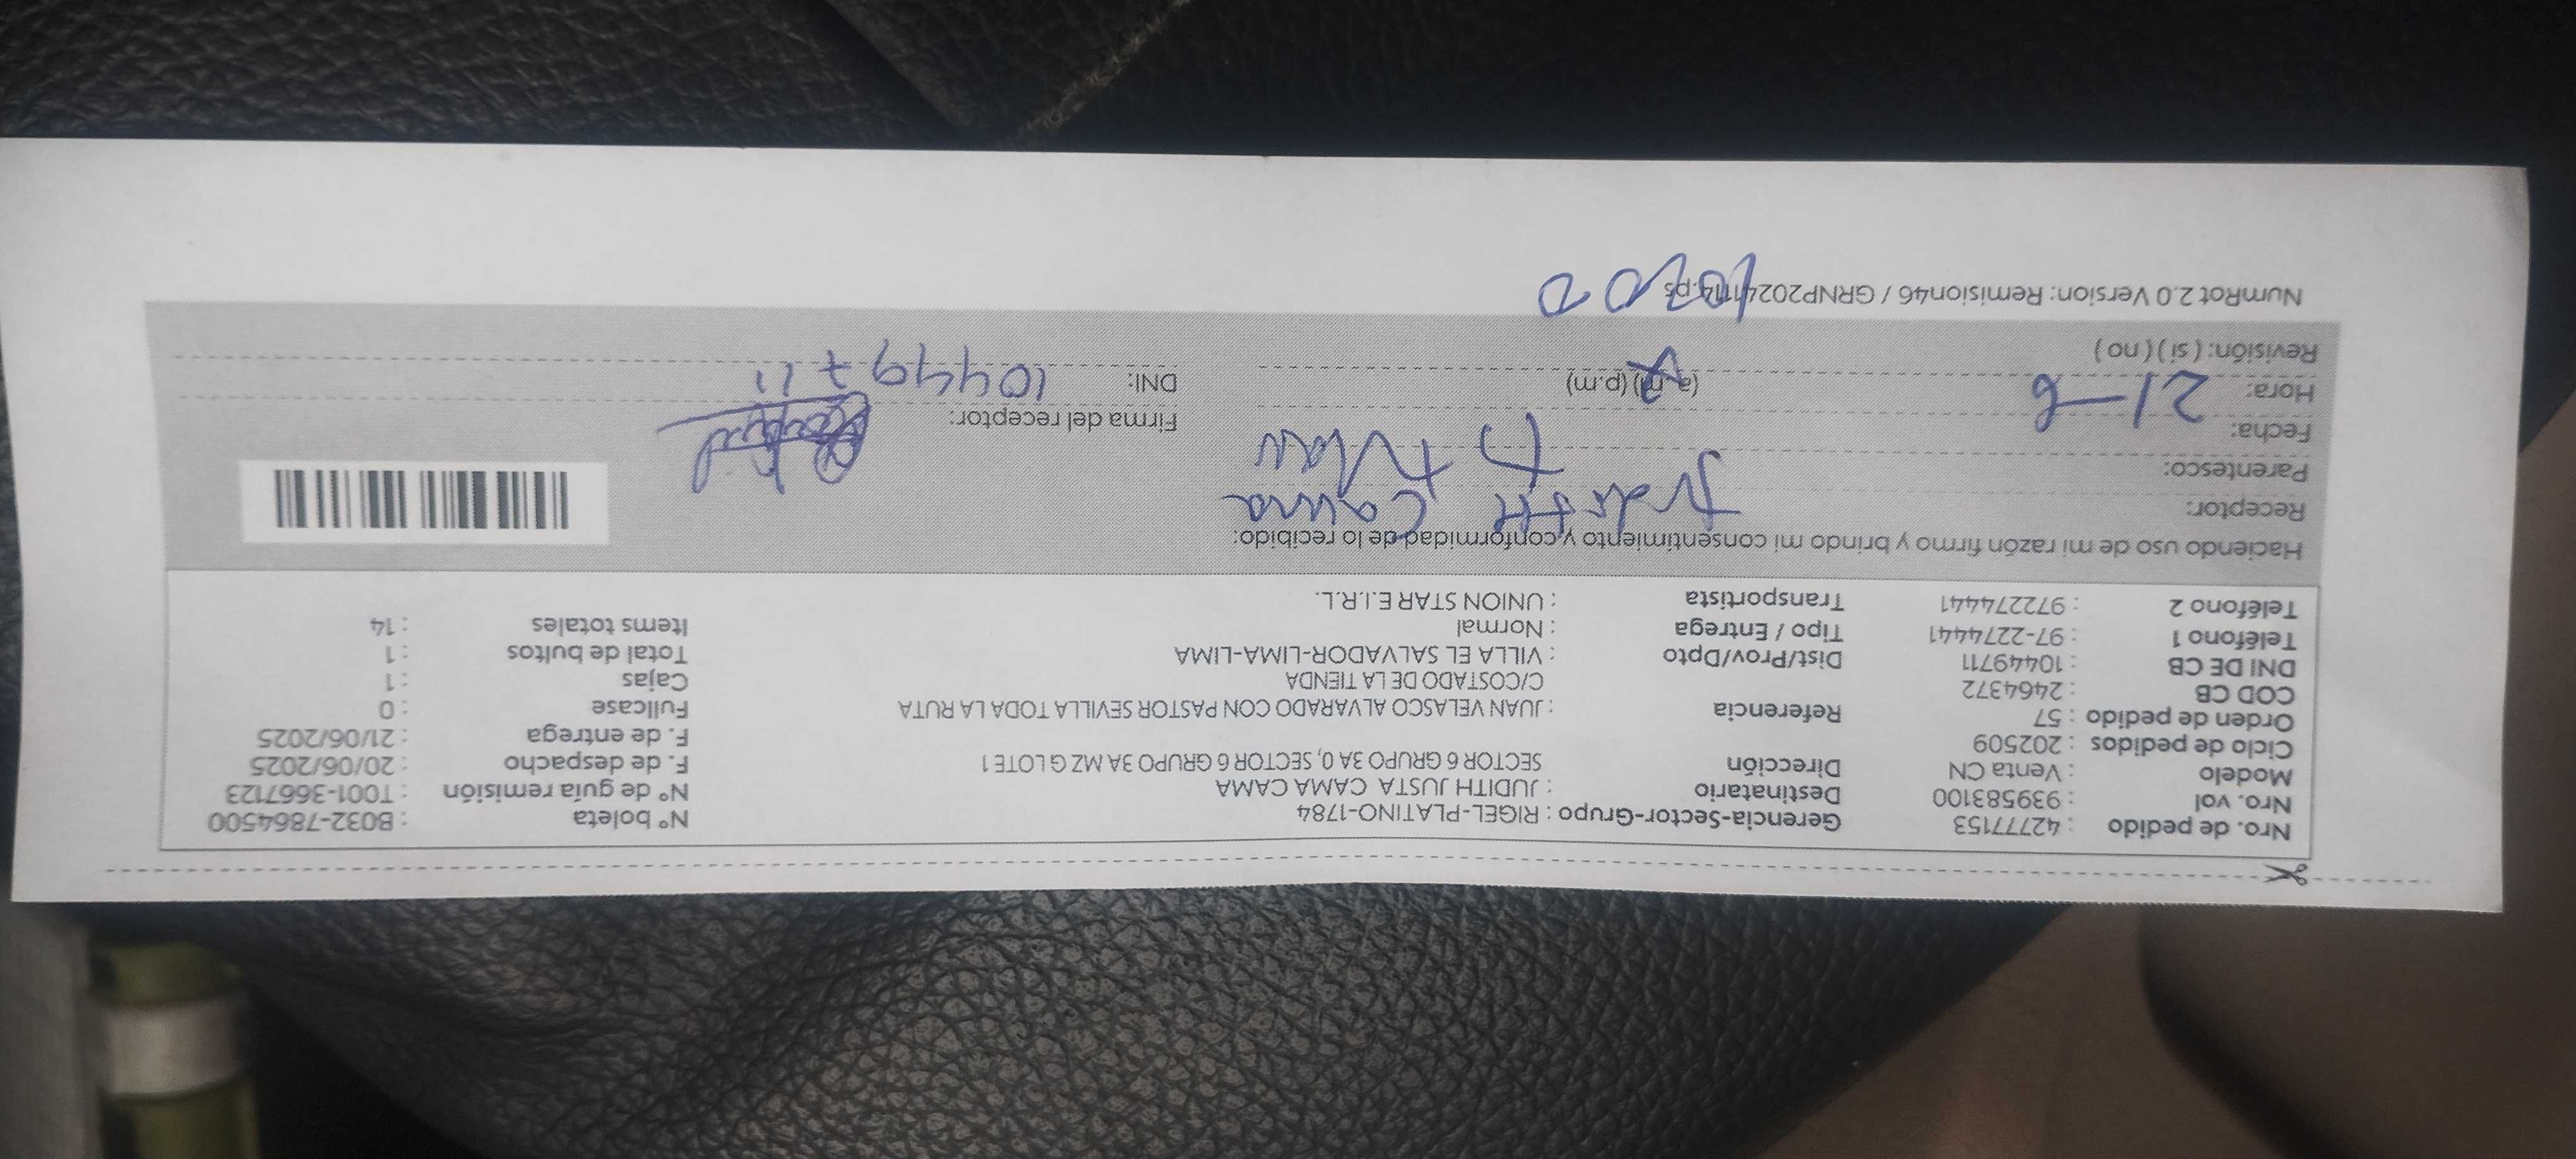 Nro. de pedido : 42777153 Gerencia-Sector-Grupo : RIGEL-PLATINO-1784 N° boleta : B032-7864500
Nro. vol : 939583100 Destinatario : JUDITH JUSTA CAMA CAMA N° de guía remisión : T001-3667123
Modelo : Venta CN Dirección SECTOR 6 GRUPO 3A 0, SECTOR 6 GRUPO 3A MZ G LOTE 1 F. de despacho : 20/06/2025
Ciclo de pedidos : 202509 F. de entrega : 21/06/2025
Orden de pedido : 57 Referencia : JUAN VELASCO ALVARADO CON PASTOR SEVILLA TODA LA RUTA Fullcase : 0
COD CB : 2464372 C/COSTADO DE LA TIENDA Cajas : 1
DNI DE CB : 10449711 Dist/Prov/Dpto : VILLA EL SALVADOR-LIMA-LIMA Total de bultos : 1
Teléfono 1 : 97-2274441 Tipo / Entrega : Normal Items totales : 14
Teléfono 2 : 972274441 Transportista : UNION STAR E.I.R.L.
Haciendo uso de mi razón firmo y brindo mi consentimiento y conformidad de lo recibido:
Receptor: Judith Cama
Parentesco:
Fecha: 21-6 Firma del receptor:
Hora: (a.m) (p.m) DNI: 10449711
Revisión: (si) (no)
NumRot 2.0 Version: Remision46 / GRNP20241114.ps